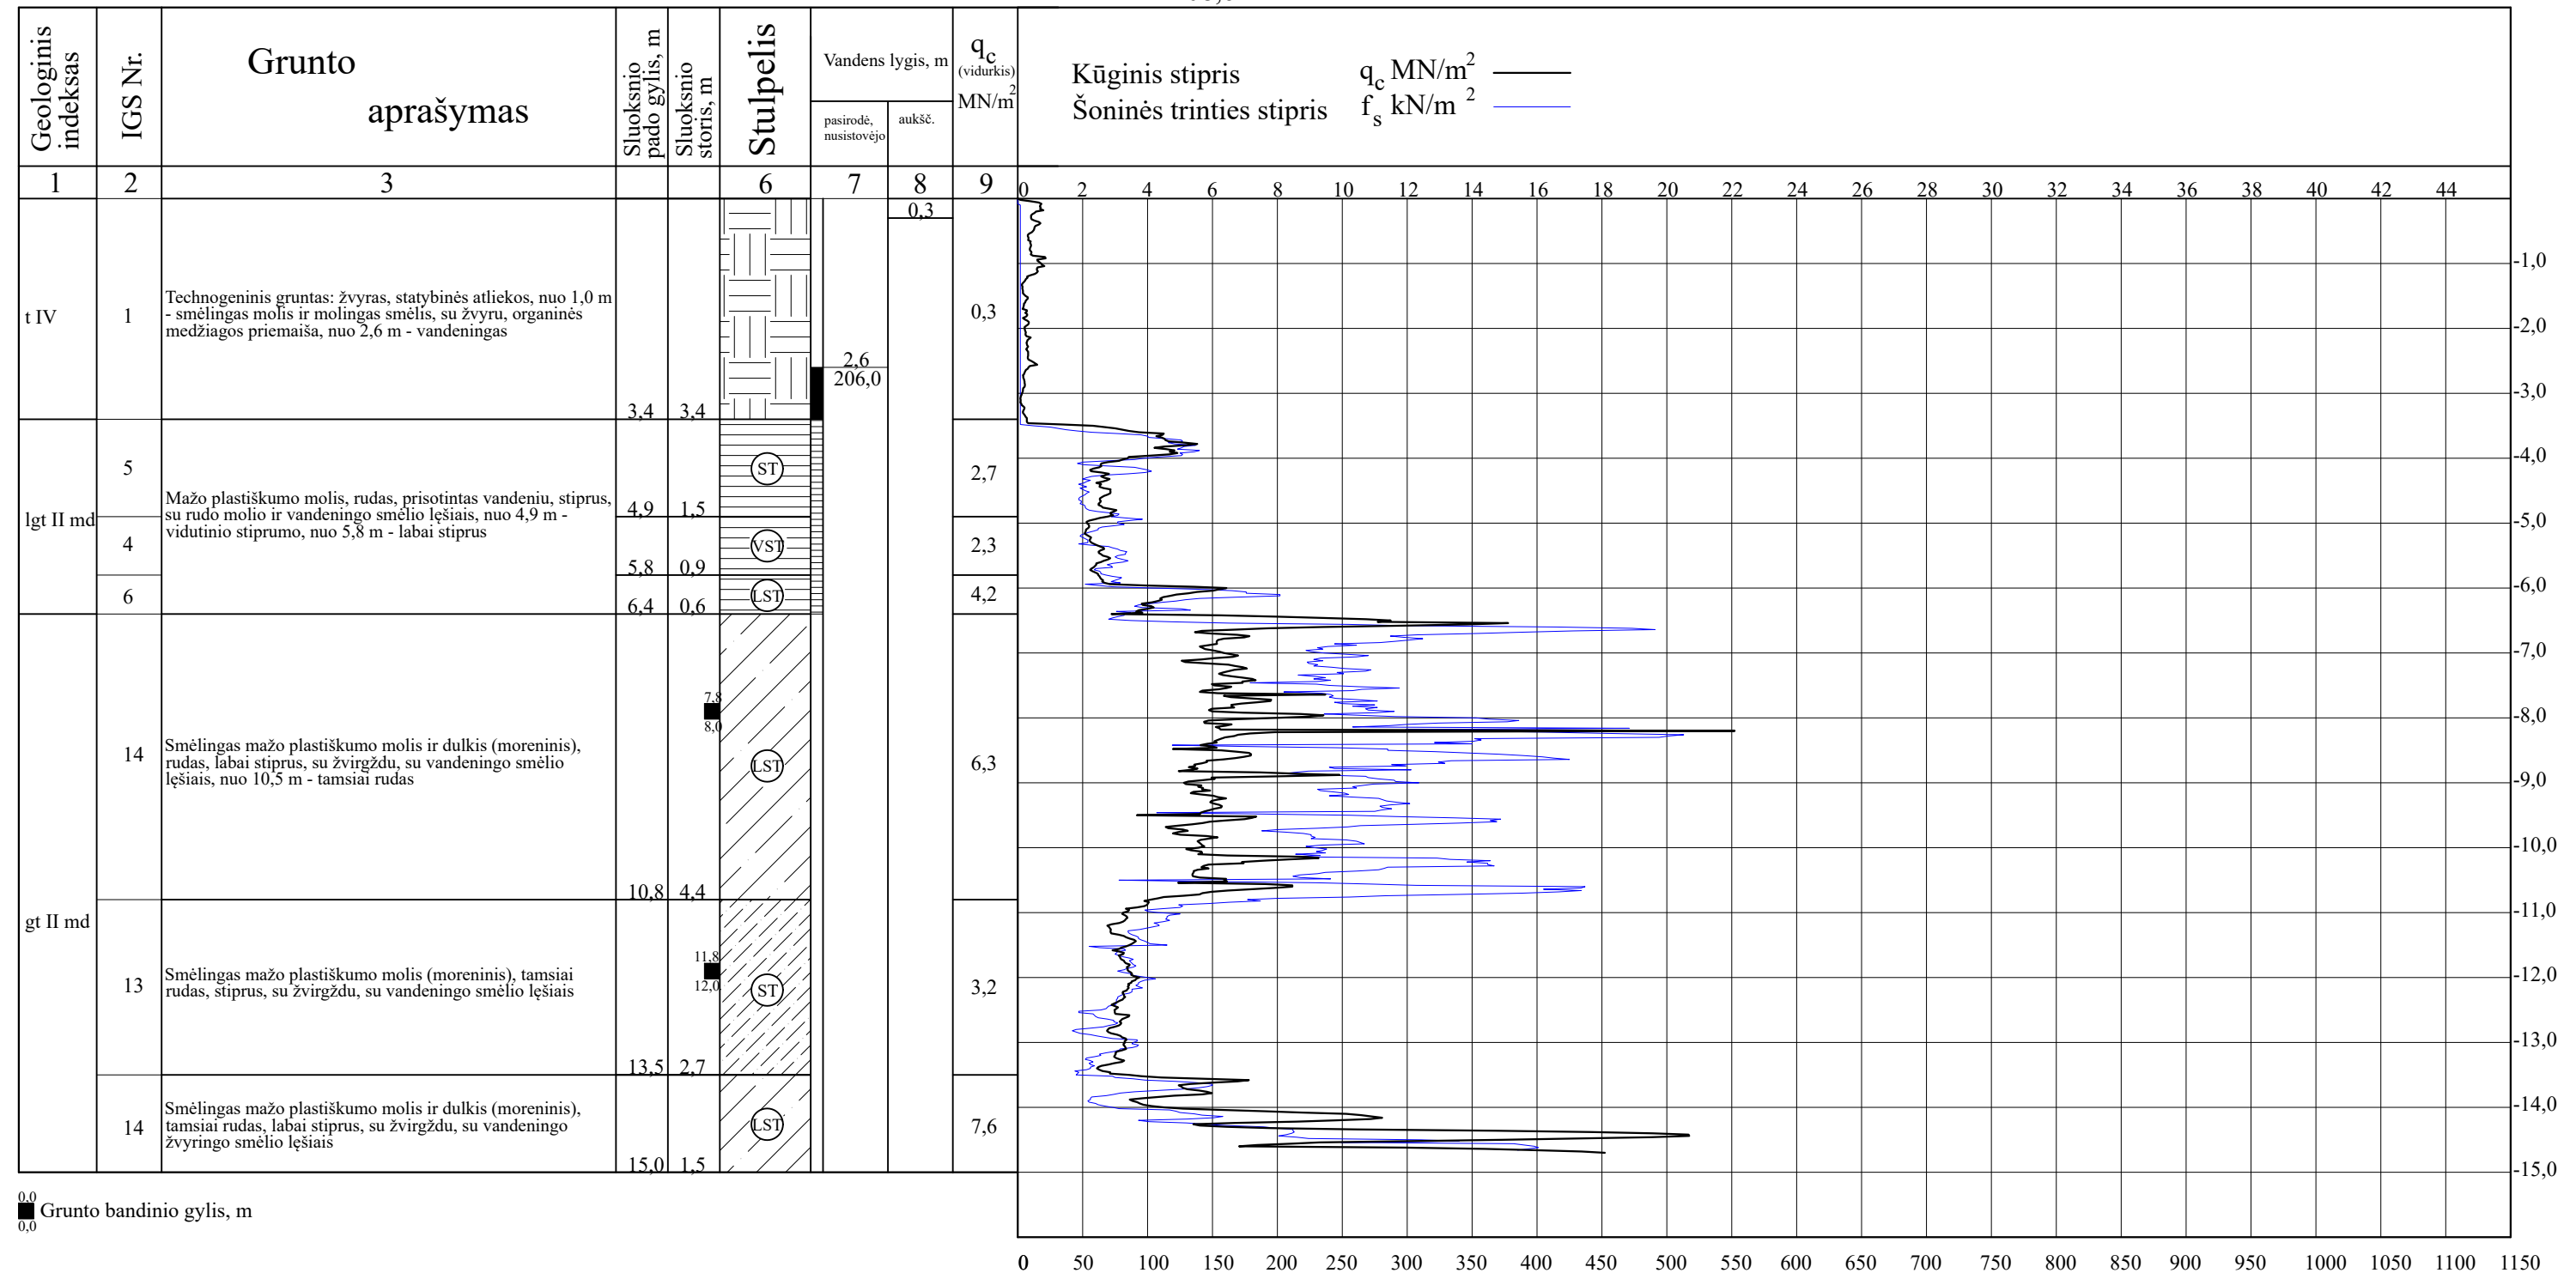 Geologinis indeksas
IGS Nr.
Grunto
aprašymas
Sluoksnio pado gylis, m
Sluoksnio storis, m
Stulpelis
Vandens lygis, m
pasirodė,
nusistovėjo
aukšč.
qc
(vidurkis)
MN/m2
Kūginis stipris qc MN/m2
Šoninės trinties stipris fs kN/m 2
1 2 3 6 7 8 9
0 2 4 6 8 10 12 14 16 18 20 22 24 26 28 30 32 34 36 38 40 42 44
0,3
t IV
1
Technogeninis gruntas: žvyras, statybinės atliekos, nuo 1,0 m
- smėlingas molis ir molingas smėlis, su žvyru, organinės
medžiagos priemaiša, nuo 2,6 m - vandeningas
3,4 3,4
2,6
206,0
0,3
lgt II md
5
Mažo plastiškumo molis, rudas, prisotintas vandeniu, stiprus,
su rudo molio ir vandeningo smėlio lęšiais, nuo 4,9 m -
vidutinio stiprumo, nuo 5,8 m - labai stiprus
4,9 1,5
ST
2,7
4
5,8 0,9
VST
2,3
6
6,4 0,6
LST
4,2
gt II md
14
Smėlingas mažo plastiškumo molis ir dulkis (moreninis),
rudas, labai stiprus, su žvirgždu, su vandeningo smėlio
lęšiais, nuo 10,5 m - tamsiai rudas
7,8
8,0
10,8 4,4
LST
6,3
13
Smėlingas mažo plastiškumo molis (moreninis), tamsiai
rudas, stiprus, su žvirgždu, su vandeningo smėlio lęšiais
11,8
12,0
13,5 2,7
ST
3,2
14
Smėlingas mažo plastiškumo molis ir dulkis (moreninis),
tamsiai rudas, labai stiprus, su žvirgždu, su vandeningo
žvyringo smėlio lęšiais
15,0 1,5
LST
7,6
-1,0
-2,0
-3,0
-4,0
-5,0
-6,0
-7,0
-8,0
-9,0
-10,0
-11,0
-12,0
-13,0
-14,0
-15,0
0,0
Grunto bandinio gylis, m
0,0
0 50 100 150 200 250 300 350 400 450 500 550 600 650 700 750 800 850 900 950 1000 1050 1100 1150